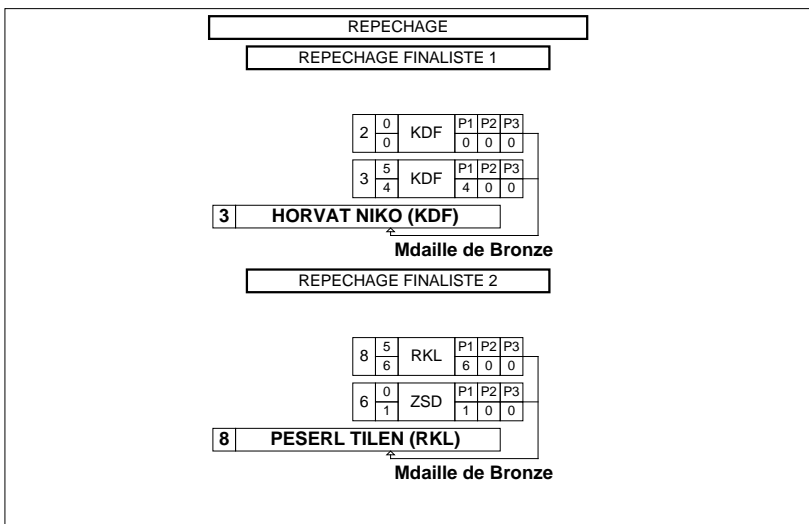 REPECHAGE
REPECHAGE FINALISTE 1
2 0 KDF P1 P2 P3
0 0 0 0
3 5 KDF P1 P2 P3
4 4 0 0
3 HORVAT NIKO (KDF)
Mdaille de Bronze
REPECHAGE FINALISTE 2
8 5 RKL P1 P2 P3
6 6 0 0
6 0 ZSD P1 P2 P3
1 1 0 0
8 PESERL TILEN (RKL)
Mdaille de Bronze